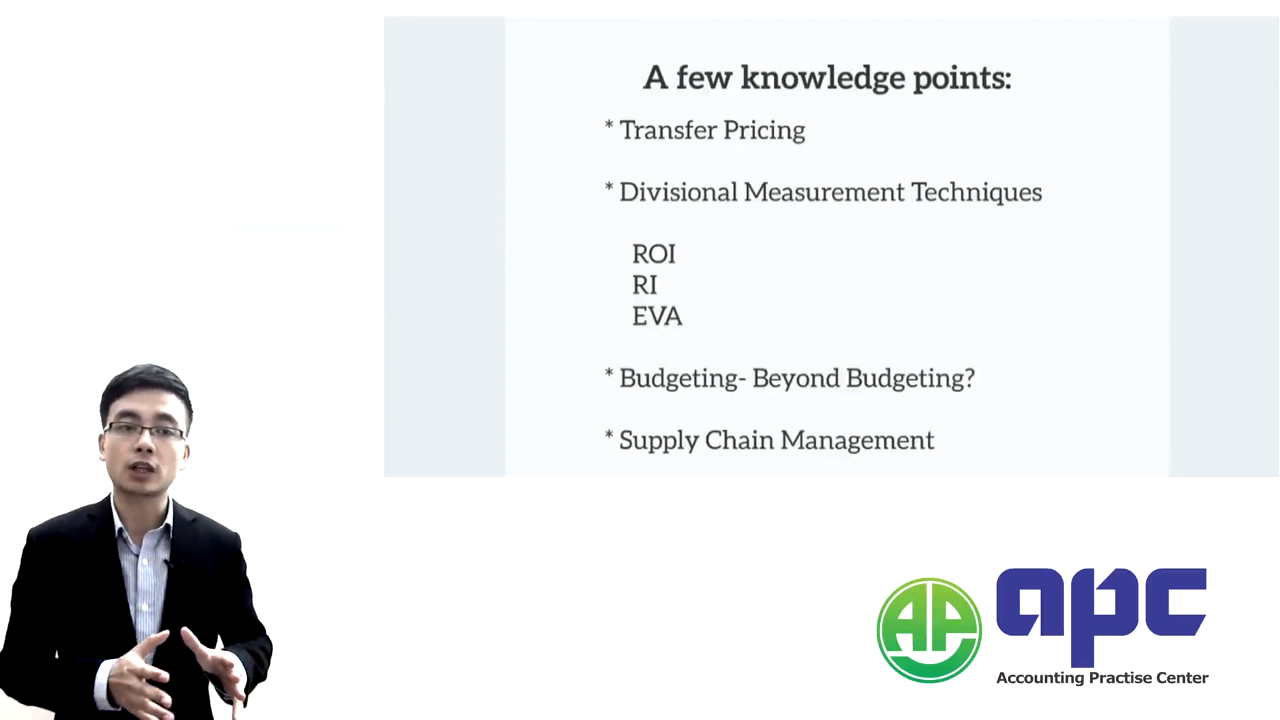 A few knowledge points:
* Transfer Pricing
* Divisional Measurement Techniques
ROI
RI
EVA
* Budgeting- Beyond Budgeting?
* Supply Chain Management
AP
apc
Accounting Practise Center